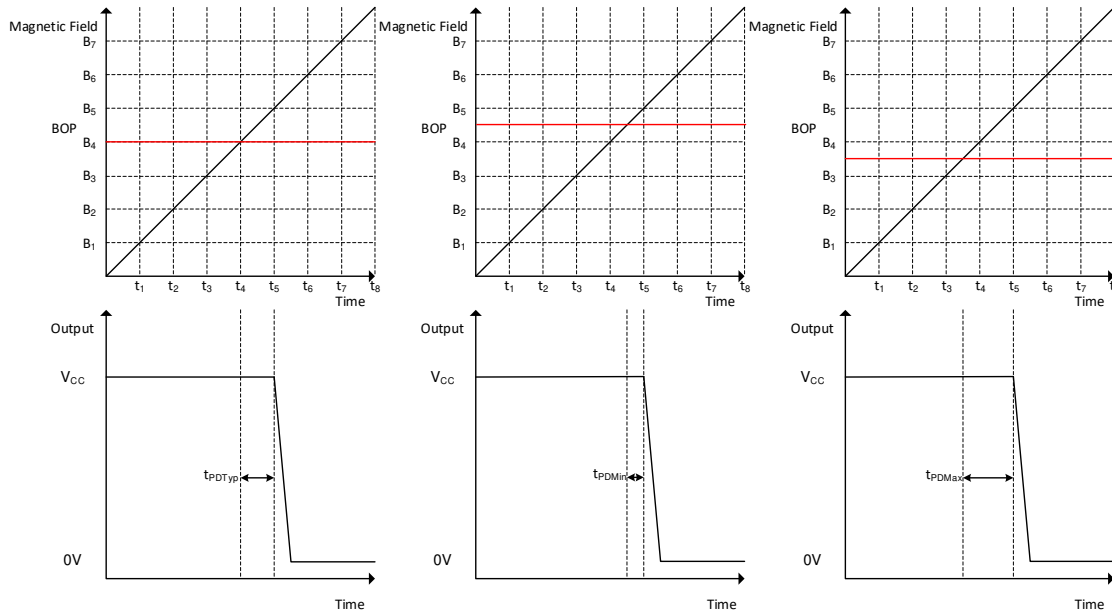 Magnetic Field
B7
B6
B5
BOP
B4
B3
B2
B1
t1 t2 t3 t4 t5 t6 t7 t8
Time
Magnetic Field
B7
B6
B5
BOP
B4
B3
B2
B1
t1 t2 t3 t4 t5 t6 t7 t8
Time
Magnetic Field
B7
B6
B5
BOP
B4
B3
B2
B1
t1 t2 t3 t4 t5 t6 t7
Time
Output
VCC
tPDTyp
0V
Time
Output
VCC
tPDMin
0V
Time
Output
VCC
tPDMax
0V
Time